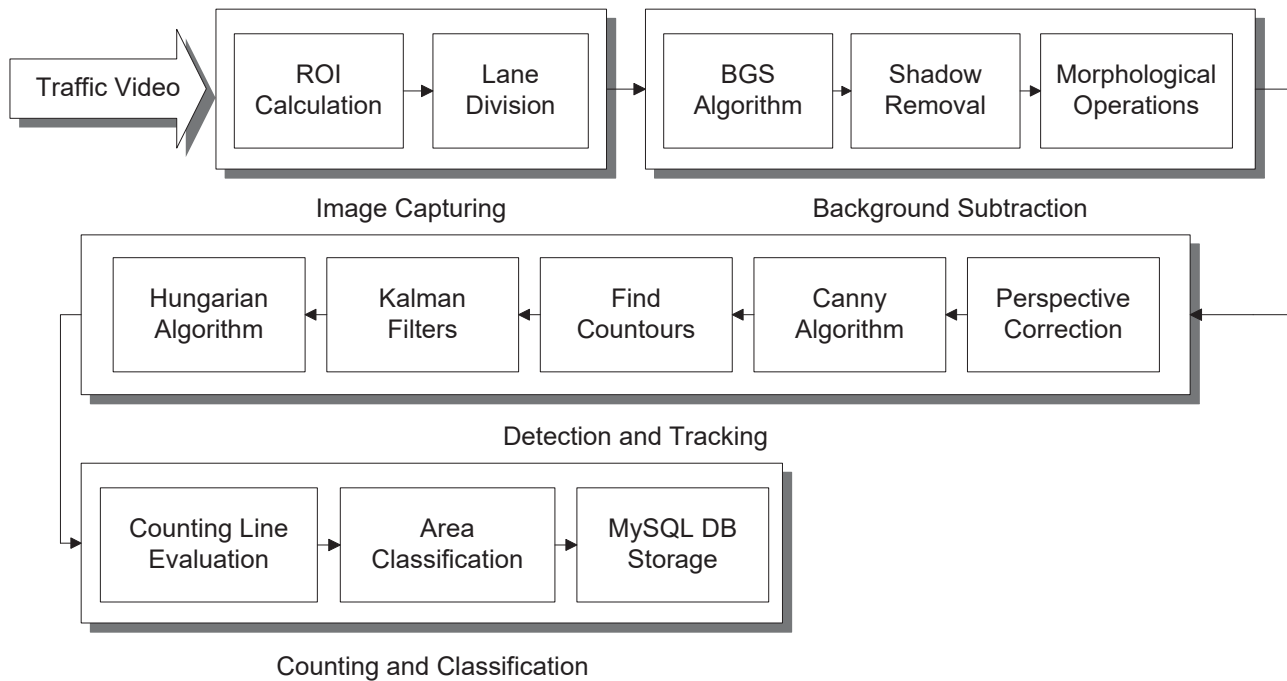 Traffic Video
ROI
Calculation
Lane
Division
BGS
Algorithm
Shadow
Removal
Morphological
Operations
Image Capturing
Background Subtraction
Hungarian
Algorithm
Kalman
Filters
Find
Countours
Canny
Algorithm
Perspective
Correction
Detection and Tracking
Counting Line
Evaluation
Area
Classification
MySQL DB
Storage
Counting and Classification